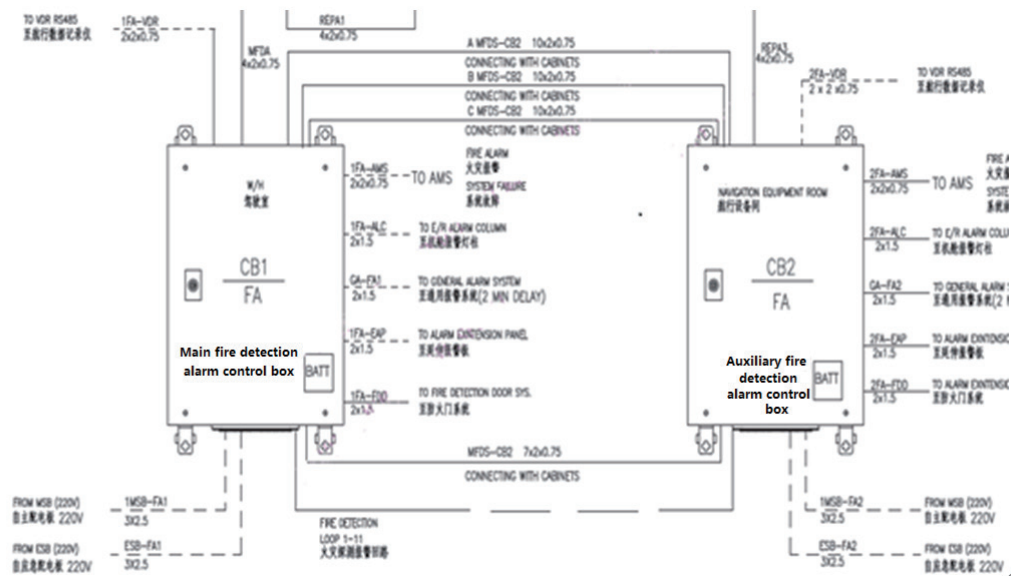 TO VDR RS485
至航行数据记录仪
1FA-VDR
2x2x0.75
MFDA
4x2x0.75
REPA1
4x2x0.75
A MFDS-CB2 10x2x0.75
CONNECTING WITH CABINETS
B MFDS-CB2 10x2x0.75
CONNECTING WITH CABINETS
C MFDS-CB2 10x2x0.75
CONNECTING WITH CABINETS
REPA3
4x2x0.75
2FA-VDR
2 x 2 x0.75
TO VDR RS485
至航行数据记录仪
W/H
驾驶室
CB1
FA
Main fire detection
alarm control box
BATT
1FA-AMS
2x2x0.75
TO AMS
FIRE ALARM
火灾报警
SYSTEM FAILURE
系统故障
1FA-ALC
2x1.5
TO E/R ALARM COLUMN
至机舱报警灯柱
GA-FA1
2x1.5
TO GENERAL ALARM SYSTEM
至通用报警系统(2 MIN DELAY)
1FA-EAP
2x1.5
TO ALARM EXINTENSION PANEL
至延伸报警板
1FA-FDD
2x1.5
TO FIRE DETECTION DOOR SYS.
至防火门系统
NAVIGATION EQUIPMENT ROOM
航行设备间
CB2
FA
Auxiliary fire
detection
alarm control
box
BATT
2FA-AMS
2x2x0.75
TO AMS
FIRE A
火灾报
SYSTE
系统故
2FA-ALC
2x1.5
TO E/R ALARM COLU
至机舱报警灯柱
GA-FA2
2x1.5
TO GENERAL ALARM S
至通用报警系统(2 M
2FA-EAP
2x1.5
TO ALARM EXINTENSIO
至延伸报警板
2FA-FDD
2x1.5
TO ALARM EXINTENSIO
至防火门系统
MFDS-CB2 7x2x0.75
CONNECTING WITH CABINETS
FROM MSB (220V)
自主配电板 220V
1MSB-FA1
3X2.5
FROM ESB (220V)
自应急配电板 220V
ESB-FA1
3X2.5
FIRE DETECTION
LOOP 1-11
火灾探测报警回路
1MSB-FA2
3X2.5
FROM MSB (220V)
自主配电板 220V
ESB-FA2
3X2.5
FROM ESB (220V)
自应急配电板 220V